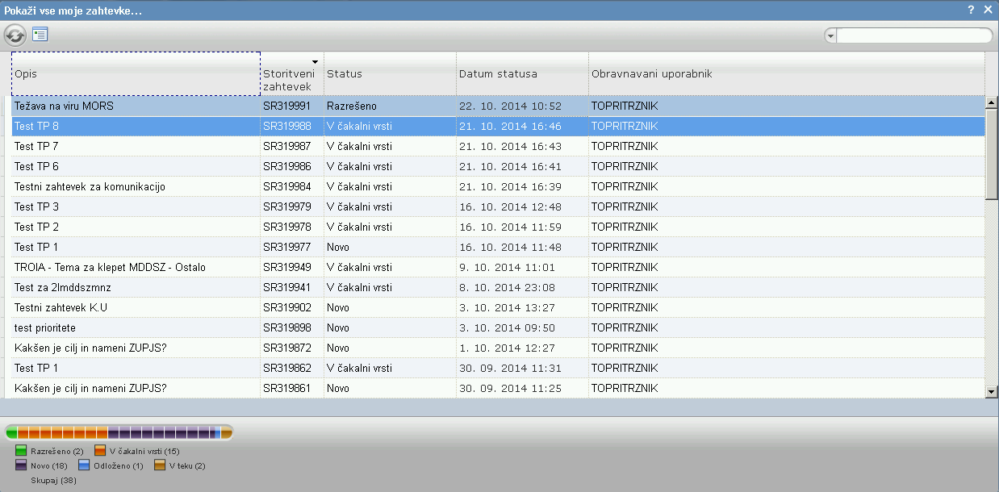 Pokaži vse moje zahtevke...
Opis Storitveni zahtevek Status Datum statusa Obravnavani uporabnik
Težava na viru MORS SR319991 Razrešeno 22. 10. 2014 10:52 TOPRITRZNIK
Test TP 8 SR319988 V čakalni vrsti 21. 10. 2014 16:46 TOPRITRZNIK
Test TP 7 SR319987 V čakalni vrsti 21. 10. 2014 16:43 TOPRITRZNIK
Test TP 6 SR319986 V čakalni vrsti 21. 10. 2014 16:41 TOPRITRZNIK
Testni zahtevek za komunikacijo SR319984 V čakalni vrsti 21. 10. 2014 16:39 TOPRITRZNIK
Test TP 3 SR319979 V čakalni vrsti 16. 10. 2014 12:48 TOPRITRZNIK
Test TP 2 SR319978 V čakalni vrsti 16. 10. 2014 11:59 TOPRITRZNIK
Test TP 1 SR319977 Novo 16. 10. 2014 11:48 TOPRITRZNIK
TROIA - Tema za klepet MDDSZ - Ostalo SR319949 V čakalni vrsti 9. 10. 2014 11:01 TOPRITRZNIK
Test za 2lmddszmnz SR319941 V čakalni vrsti 8. 10. 2014 23:08 TOPRITRZNIK
Testni zahtevek K.U SR319902 Novo 3. 10. 2014 13:27 TOPRITRZNIK
test prioritete SR319898 Novo 3. 10. 2014 09:50 TOPRITRZNIK
Kakšen je cilj in nameni ZUPJS? SR319872 Novo 1. 10. 2014 12:27 TOPRITRZNIK
Test TP 1 SR319862 V čakalni vrsti 30. 09. 2014 11:31 TOPRITRZNIK
Kakšen je cilj in nameni ZUPJS? SR319861 Novo 30. 09. 2014 11:25 TOPRITRZNIK
Razrešeno (2) V čakalni vrsti (15)
Novo (18) Odloženo (1) V teku (2)
Skupaj (38)